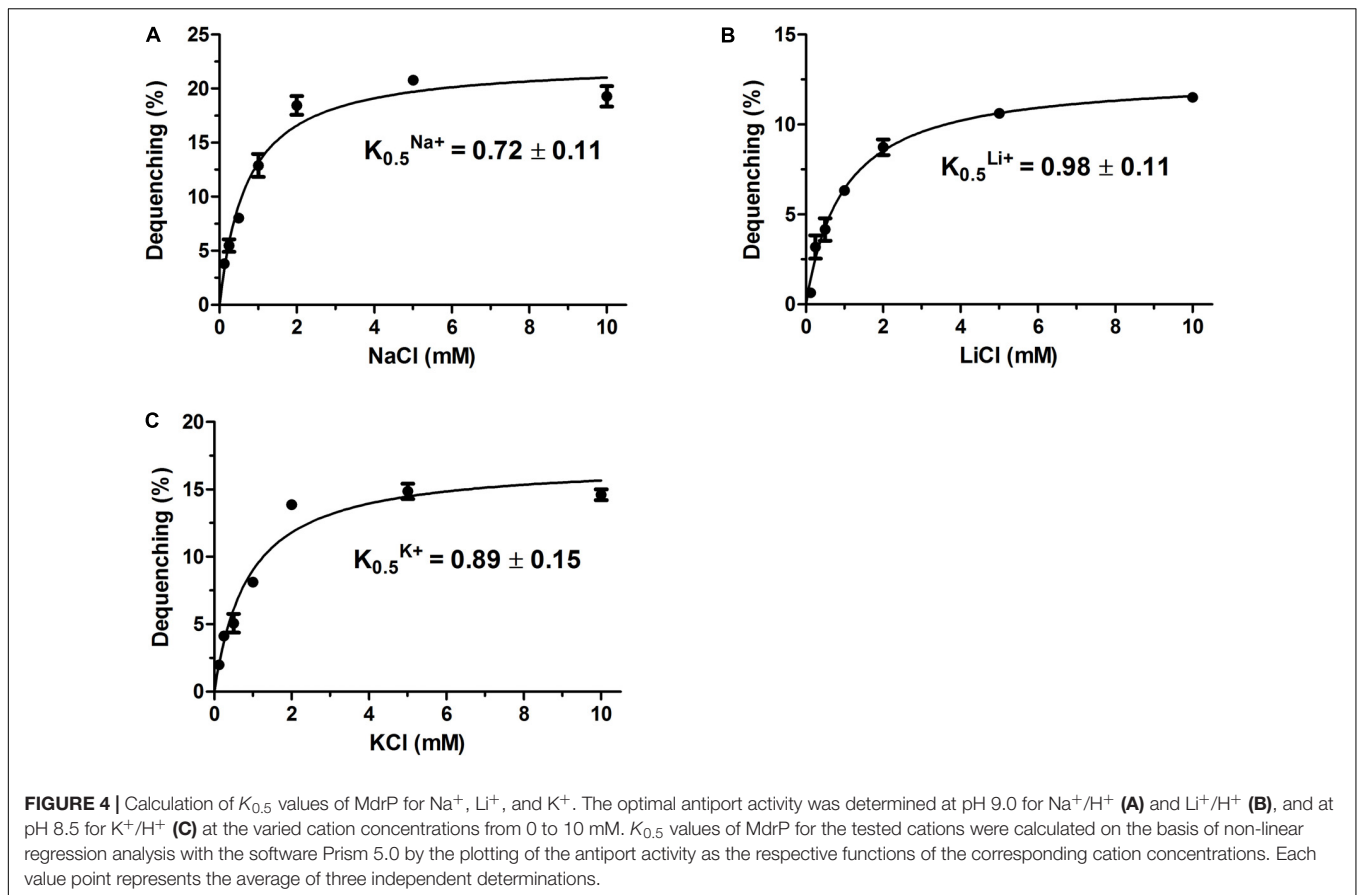 A
25
20
15
10
5
0
Dequenching (%)
K0.5Na+ = 0.72 ± 0.11
0 2 4 6 8 10
NaCl (mM)
B
15
10
5
0
Dequenching (%)
K0.5Li+ = 0.98 ± 0.11
0 2 4 6 8 10
LiCl (mM)
C
20
15
10
5
0
Dequenching (%)
K0.5K+ = 0.89 ± 0.15
0 2 4 6 8 10
KCl (mM)
FIGURE 4 | Calculation of K0.5 values of MdrP for Na+, Li+, and K+. The optimal antiport activity was determined at pH 9.0 for Na+/H+ (A) and Li+/H+ (B), and at
pH 8.5 for K+/H+ (C) at the varied cation concentrations from 0 to 10 mM. K0.5 values of MdrP for the tested cations were calculated on the basis of non-linear
regression analysis with the software Prism 5.0 by the plotting of the antiport activity as the respective functions of the corresponding cation concentrations. Each
value point represents the average of three independent determinations.